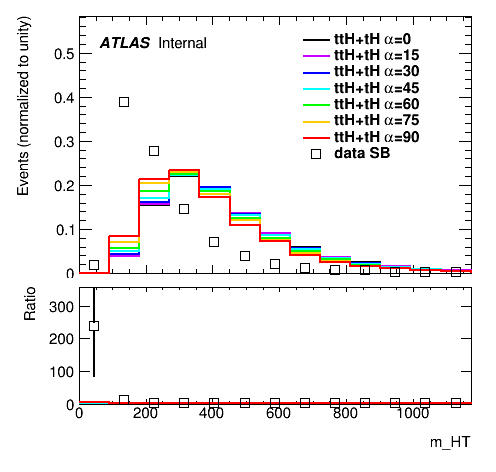 ATLAS Internal
ttH+tH α=0
ttH+tH α=15
ttH+tH α=30
ttH+tH α=45
ttH+tH α=60
ttH+tH α=75
ttH+tH α=90
data SB
Events (normalized to unity)
0.5
0.4
0.3
0.2
0.1
0
Ratio
300
200
100
0
0 200 400 600 800 1000
m_HT